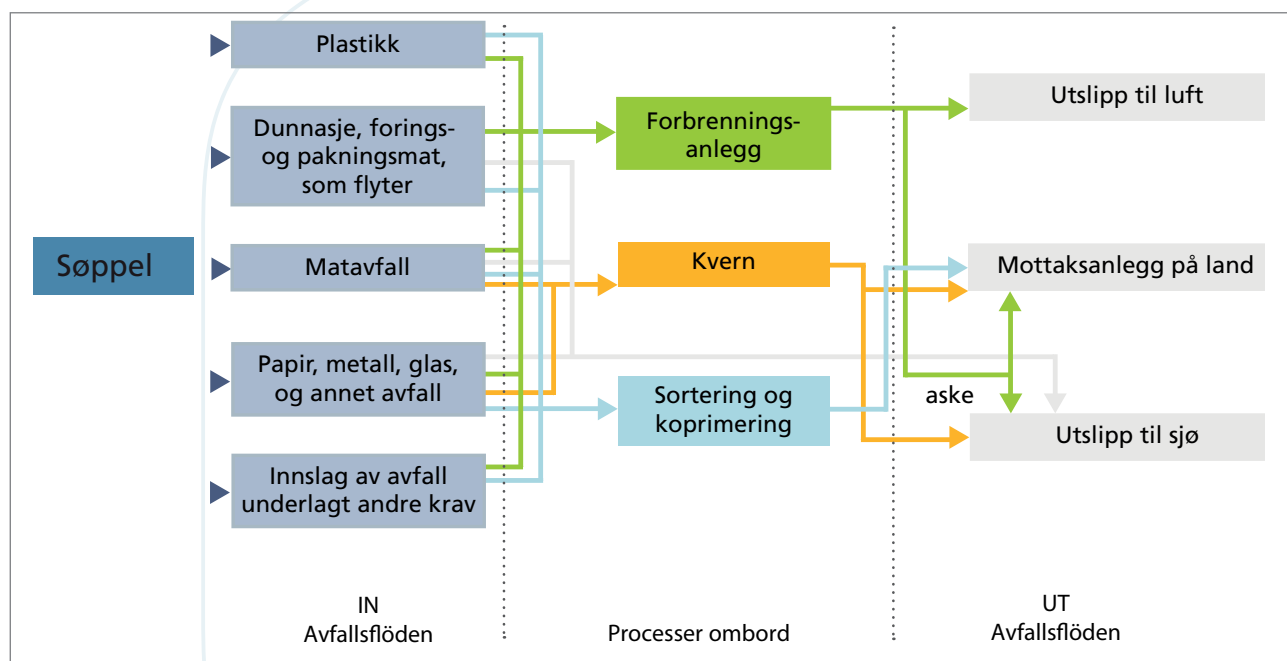 Søppel
Plastikk
Dunnasje, forings-
og pakningsmat,
som flyter
Matavfall
Papir, metall, glas,
og annet avfall
Innslag av avfall
underlagt andre krav
IN
Avfallsflöden
Forbrennings-
anlegg
Kvern
Sortering og
koprimering
Processer ombord
Utslipp til luft
Mottaksanlegg på land
aske
Utslipp til sjø
UT
Avfallsflöden